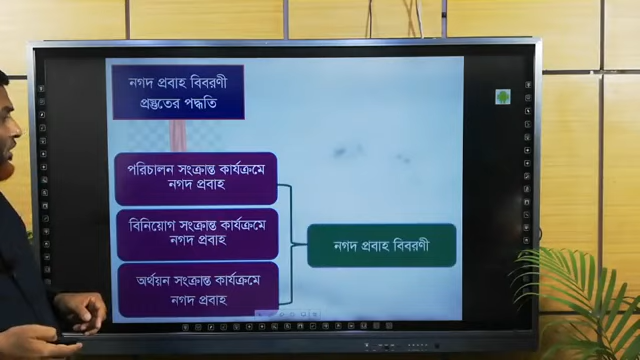 নগদ প্রবাহ বিবরণী
প্রস্তুতের পদ্ধতি
পরিচালন সংক্রান্ত কার্যক্রমে
নগদ প্রবাহ
বিনিয়োগ সংক্রান্ত কার্যক্রমে
নগদ প্রবাহ
অর্থায়ন সংক্রান্ত কার্যক্রমে
নগদ প্রবাহ
নগদ প্রবাহ বিবরণী